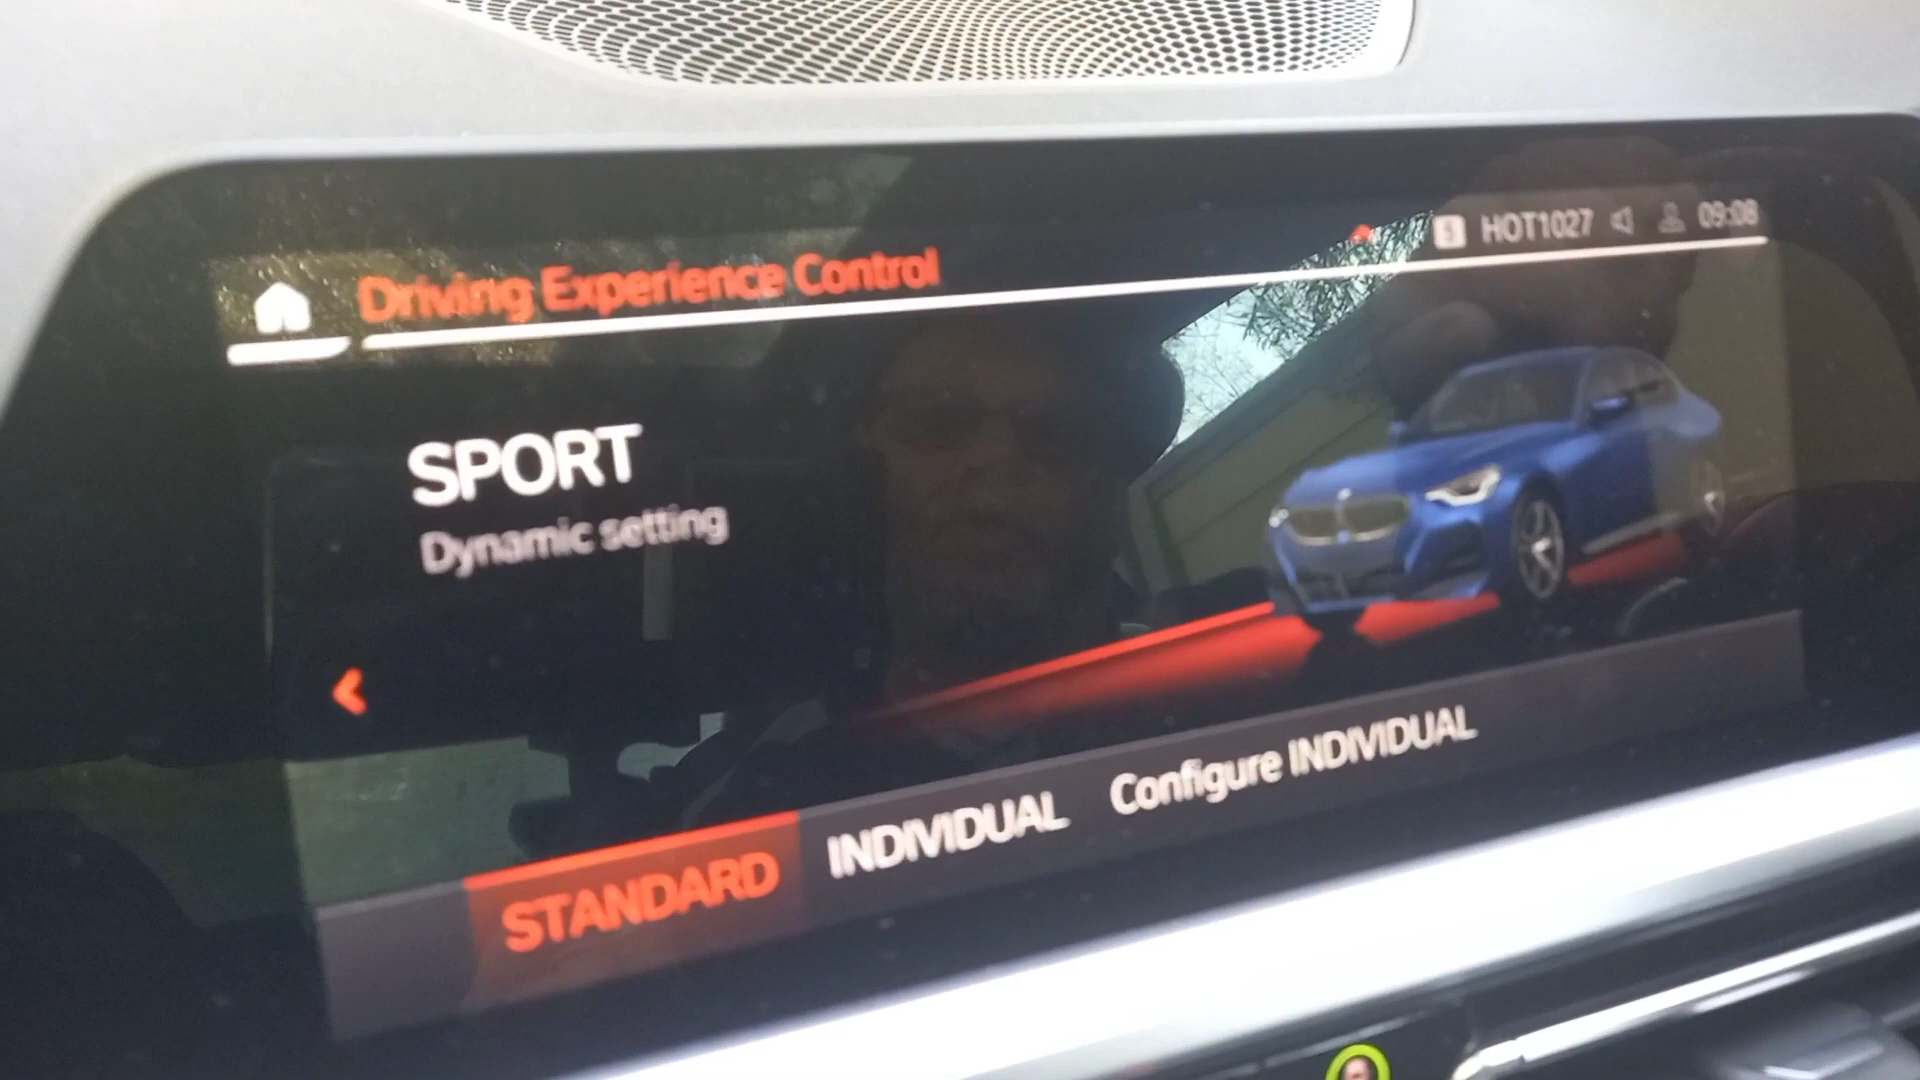 Driving Experience Control
HOT1027 09:08
SPORT
Dynamic setting
STANDARD INDIVIDUAL Configure INDIVIDUAL